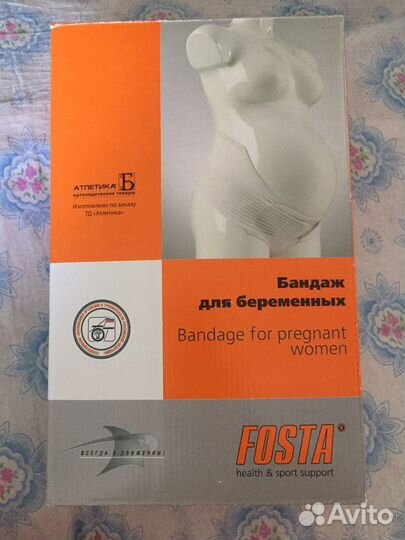 АТЛЕТИКА Б
ортопедические товары
Изготовлено по заказу
ТД «Атлетика»
Бандаж
для беременных
Bandage for pregnant
women
ВСЕГДА В ДВИЖЕНИИ!
FOSTA®
health & sport support
Avito